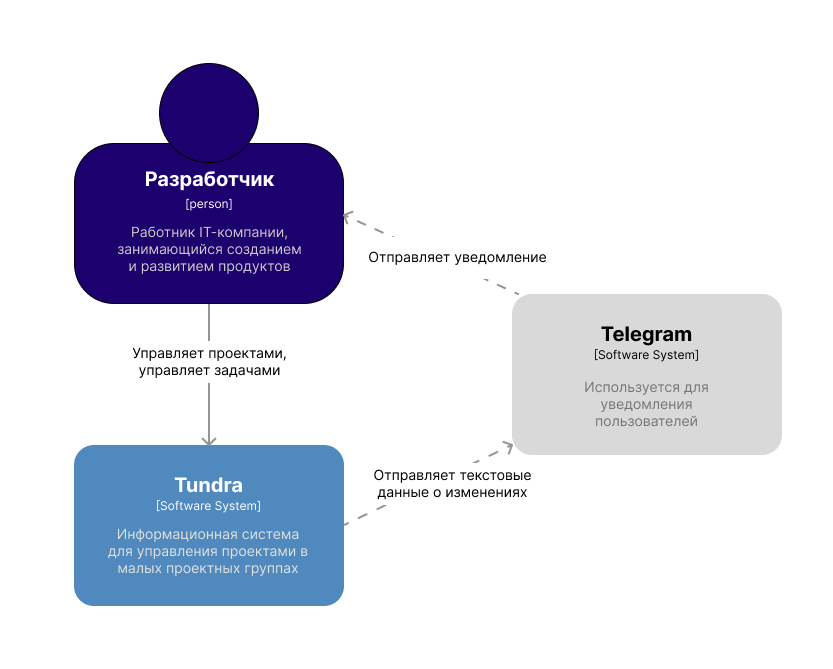 Разработчик
[person]
Работник IT-компании,
занимающийся созданием
и развитием продуктов
Отправляет уведомление
Telegram
[Software System]
Используется для
уведомления
пользователей
Управляет проектами,
управляет задачами
Tundra
[Software System]
Информационная система
для управления проектами в
малых проектных группах
Отправляет текстовые
данные о изменениях